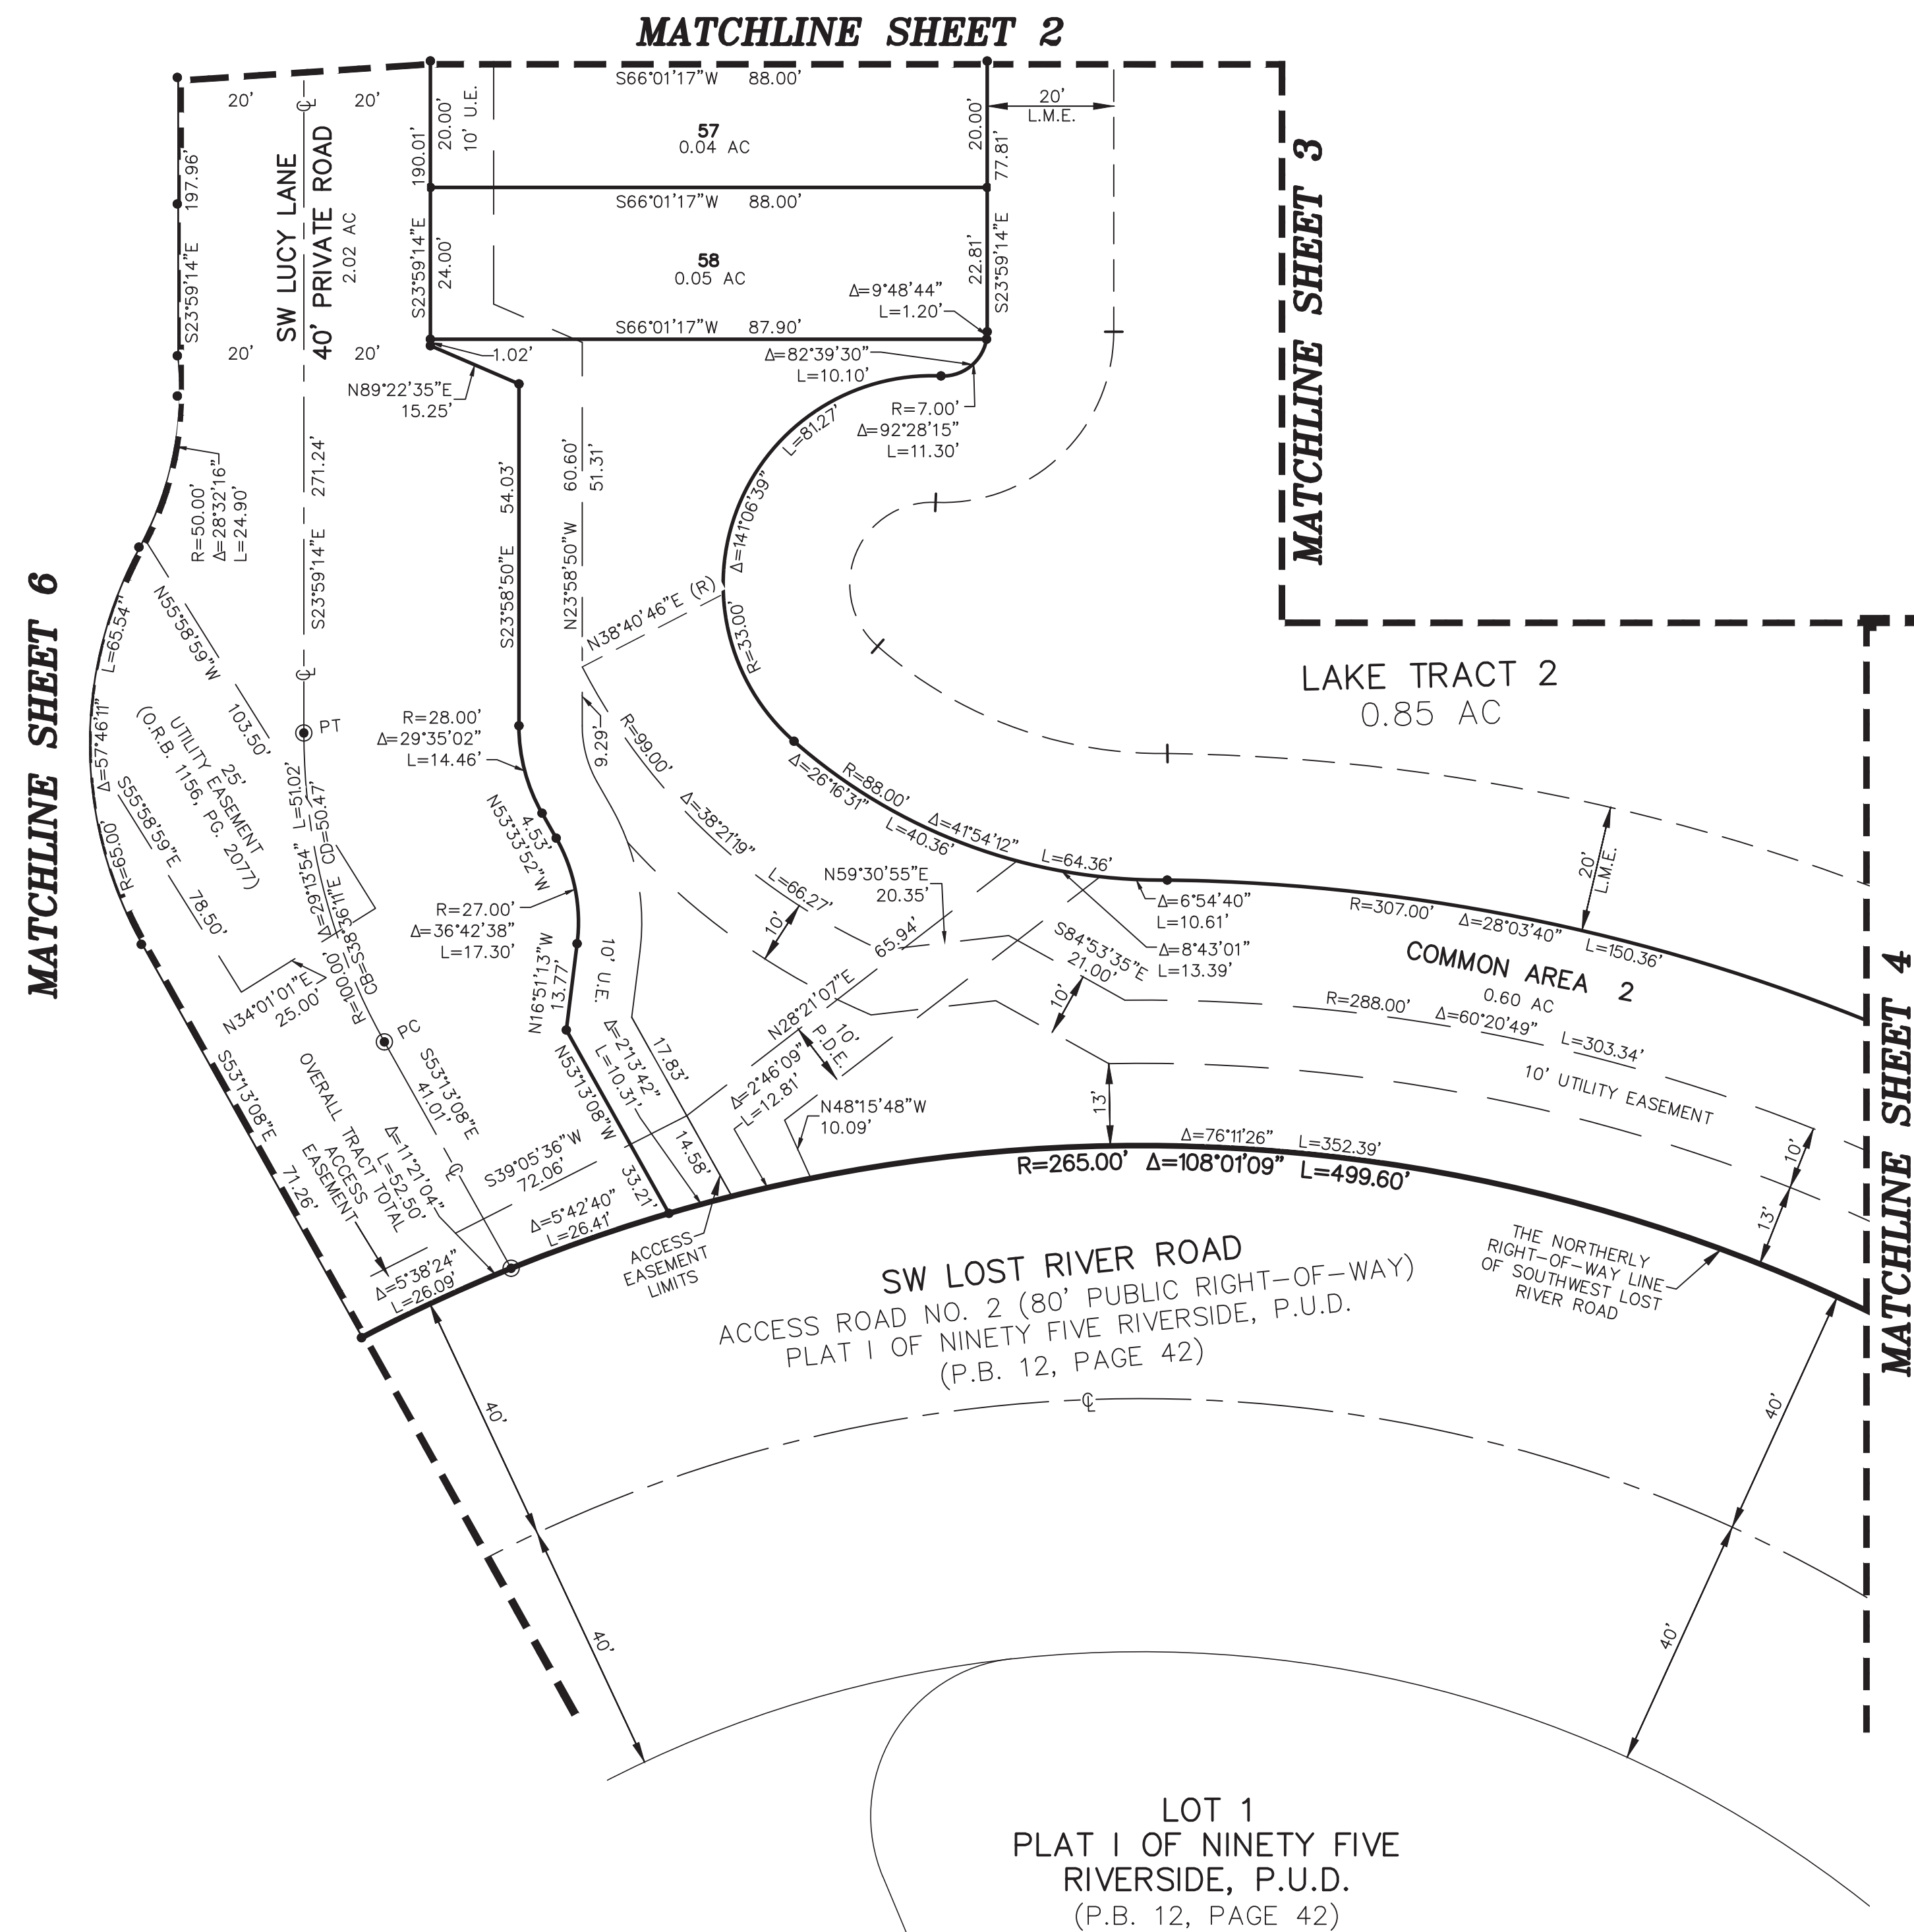 MATCHLINE SHEET 2
S66°01'17"W 88.00'
20'
20'
20'
L.M.E.
℄
197.96'
S23°59'14"E
SW LUCY LANE
40' PRIVATE ROAD
2.02 AC
190.01'
20.00'
10' U.E.
57
0.04 AC
20.00'
77.81'
MATCHLINE SHEET 3
S66°01'17"W 88.00'
S23°59'14"E
24.00'
58
0.05 AC
22.81'
S23°59'14"E
Δ=9°48'44"
L=1.20'
S66°01'17"W 87.90'
20'
20'
1.02'
Δ=82°39'30"
L=10.10'
N89°22'35"E
15.25'
R=7.00'
Δ=92°28'15"
L=11.30'
L=81.27'
Δ=141°06'39"
R=33.00'
S23°59'14"E 271.24'
S23°58'50"E 54.03'
N23°58'50"W 60.60'
51.31'
R=50.00'
Δ=28°32'16"
L=24.90'
MATCHLINE SHEET 6
L=65.54'
Δ=57°46'11"
R=65.00'
N55°58'59"W 103.50'
N38°40'46"E (R)
℄
PT
25'
UTILITY EASEMENT
(O.R.B. 1156, PG. 2077)
S55°58'59"E 78.50'
R=100.00' Δ=29°13'54" L=51.02'
CB=S38°36'11"E CD=50.47'
N34°01'01"E
25.00'
PC
R=28.00'
Δ=29°35'02"
L=14.46'
9.29'
R=99.00' Δ=38°21'19" L=66.27'
N53°33'52"W
4.53'
R=27.00'
Δ=36°42'38"
L=17.30'
N16°51'13"W
13.77'
10' U.E.
LAKE TRACT 2
0.85 AC
Δ=26°16'31" L=40.36'
R=88.00' Δ=41°54'12" L=64.36'
N59°30'55"E
20.35'
10'
Δ=6°54'40"
L=10.61'
Δ=8°43'01"
L=13.39'
R=307.00' Δ=28°03'40" L=150.36'
20'
L.M.E.
COMMON AREA 2
0.60 AC
S84°53'35"E
21.00'
10'
R=288.00' Δ=60°20'49" L=303.34'
10' UTILITY EASEMENT
N28°21'07"E 65.94'
10'
P.D.E.
MATCHLINE SHEET 4
S53°13'08"E
41.01'
S53°13'08"E 71.26'
OVERALL TRACT TOTAL
Δ=11°21'04"
L=52.50'
ACCESS
EASEMENT
℄
N53°13'08"W 33.21'
Δ=2°13'42"
L=10.31'
17.83'
14.58'
Δ=2°46'09"
L=12.81'
N48°15'48"W
10.09'
13'
S39°05'36"W
72.06'
Δ=5°42'40"
L=26.41'
Δ=5°38'24"
L=26.09'
Δ=76°11'26" L=352.39'
R=265.00' Δ=108°01'09" L=499.60'
10'
13'
ACCESS
EASEMENT
LIMITS
THE NORTHERLY
RIGHT-OF-WAY LINE
OF SOUTHWEST LOST
RIVER ROAD
SW LOST RIVER ROAD
ACCESS ROAD NO. 2 (80' PUBLIC RIGHT-OF-WAY)
PLAT I OF NINETY FIVE RIVERSIDE, P.U.D.
(P.B. 12, PAGE 42)
℄
40'
40'
40'
40'
LOT 1
PLAT I OF NINETY FIVE
RIVERSIDE, P.U.D.
(P.B. 12, PAGE 42)